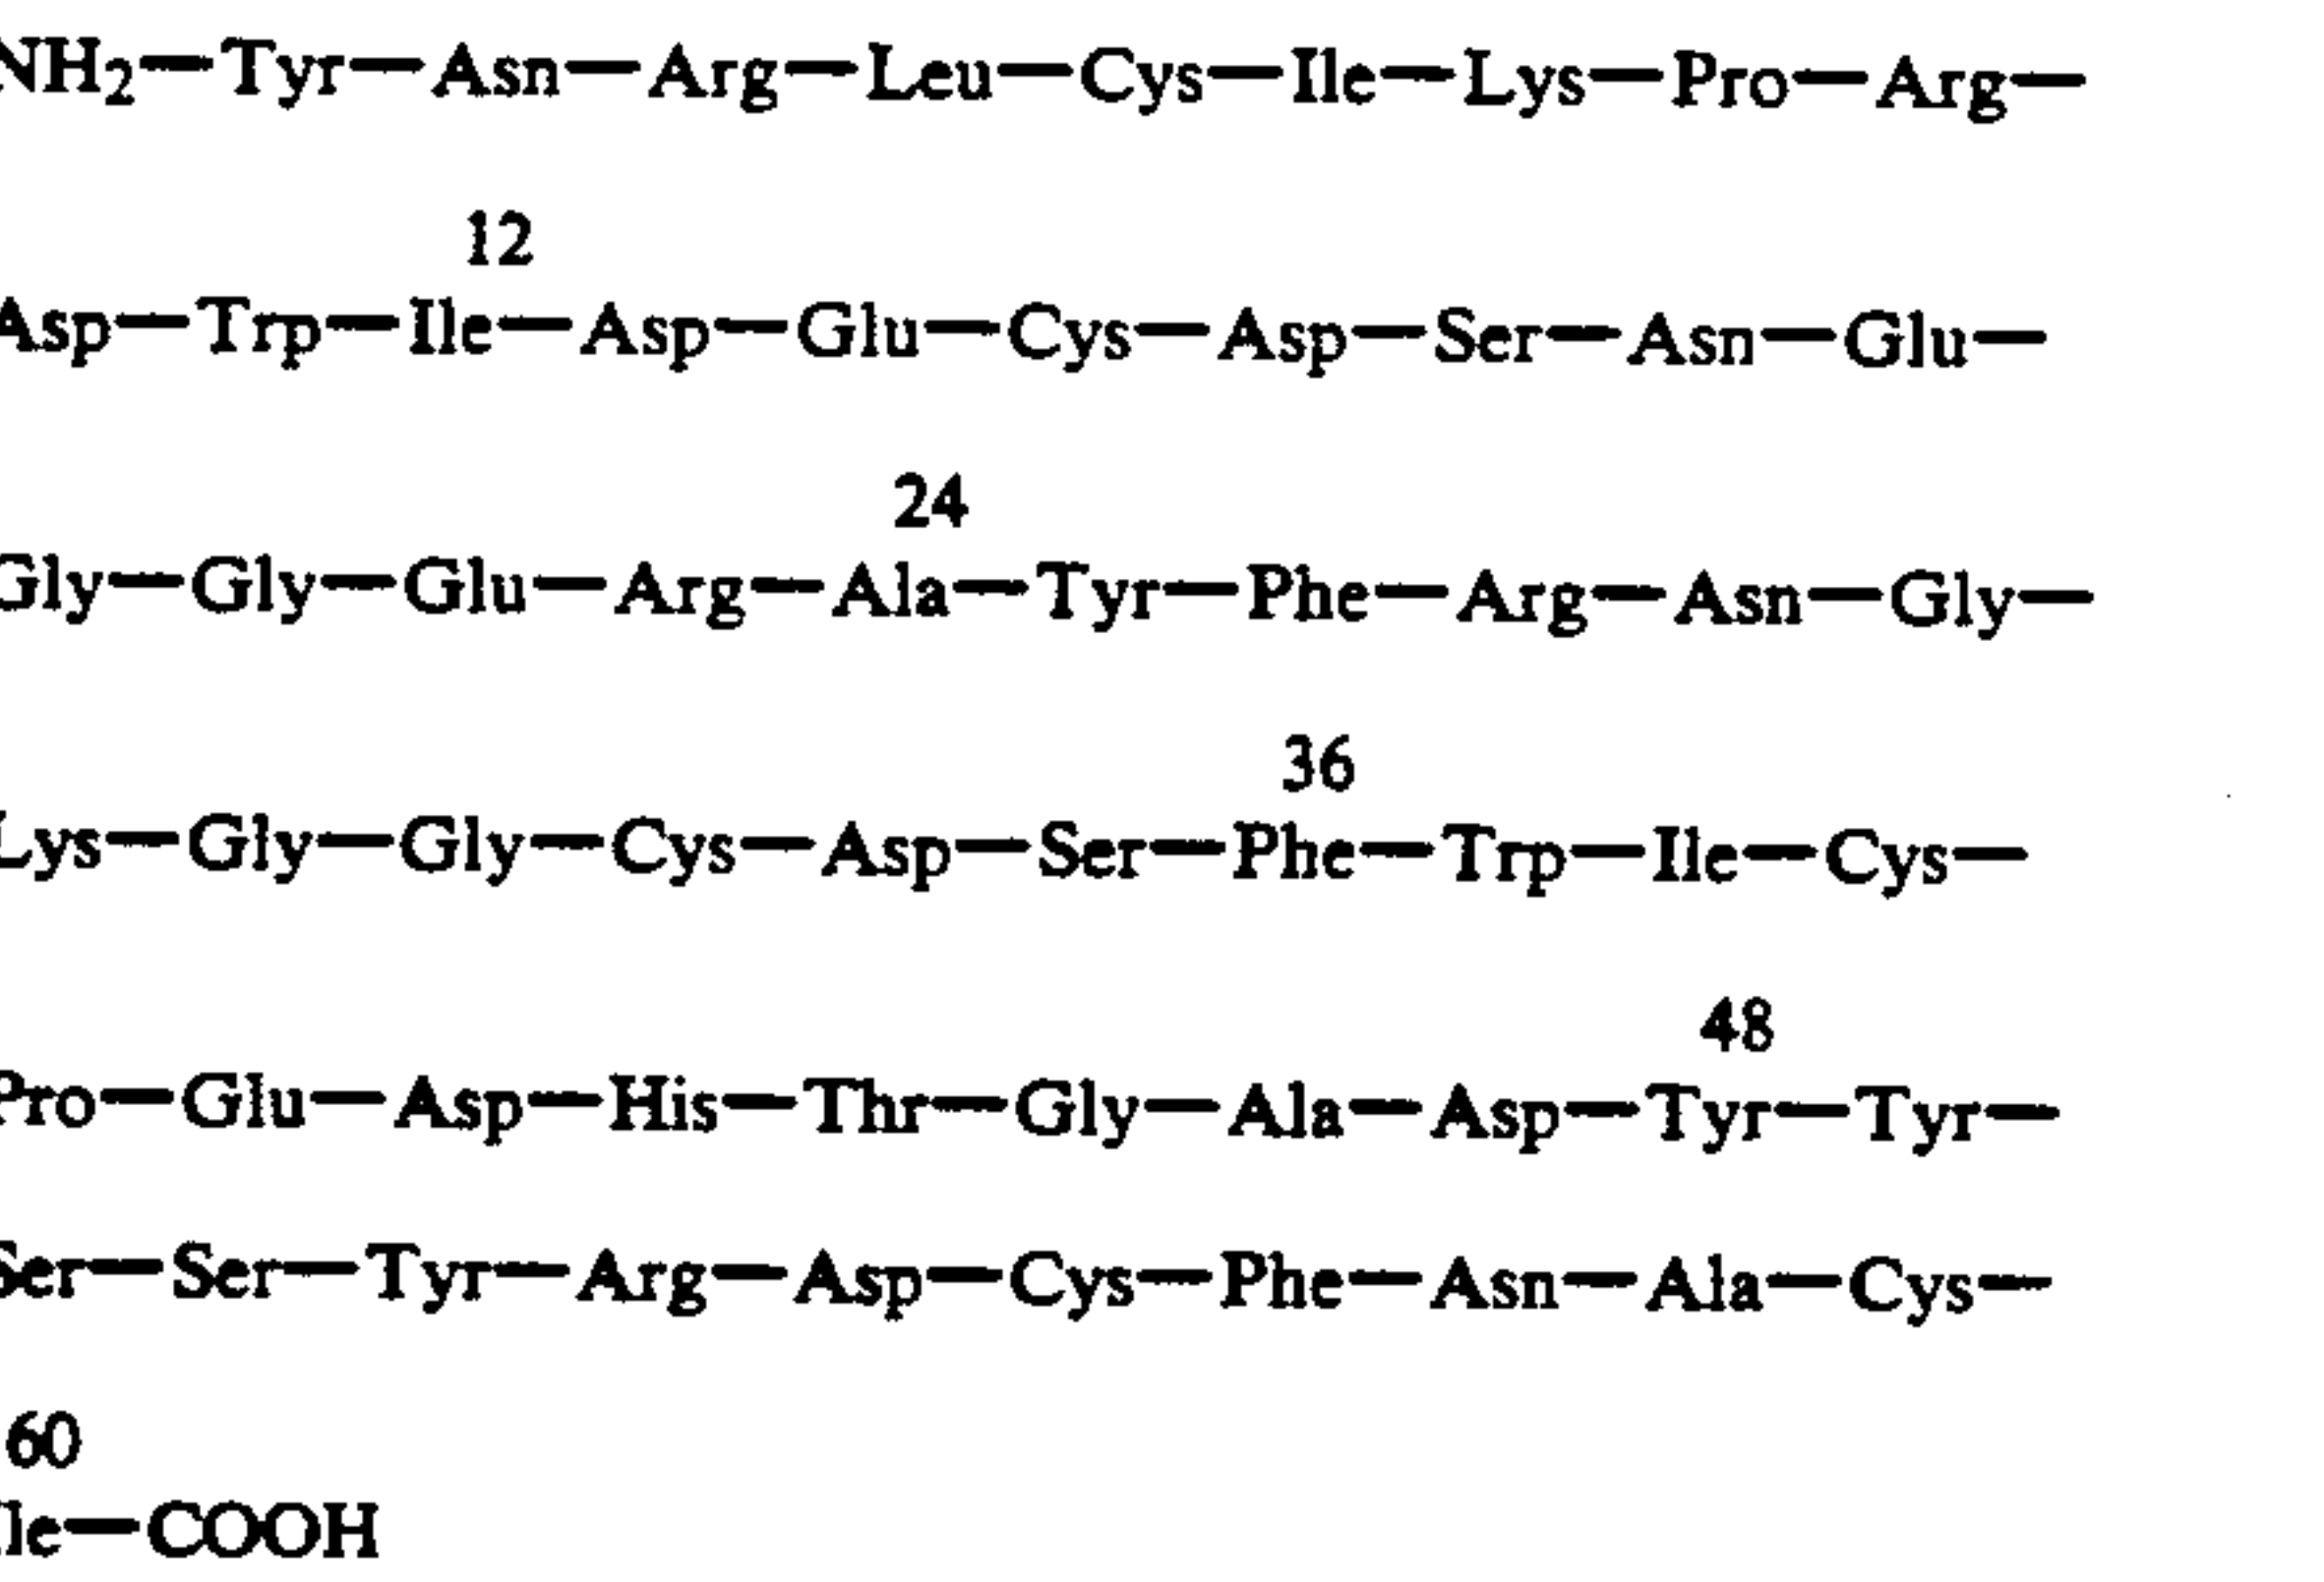 NH2—Tyr—Asn—Arg—Leu—Cys—Ile—Lys—Pro—Arg—
12
Asp—Trp—Ile—Asp—Glu—Cys—Asp—Ser—Asn—Glu—
24
Gly—Gly—Glu—Arg—Ala—Tyr—Phe—Arg—Asn—Gly—
36
Lys—Gly—Gly—Cys—Asp—Ser—Phe—Trp—Ile—Cys—
48
Pro—Glu—Asp—His—Thr—Gly—Ala—Asp—Tyr—Tyr—
Ser—Ser—Tyr—Arg—Asp—Cys—Phe—Asn—Ala—Cys—
60
Ile—COOH